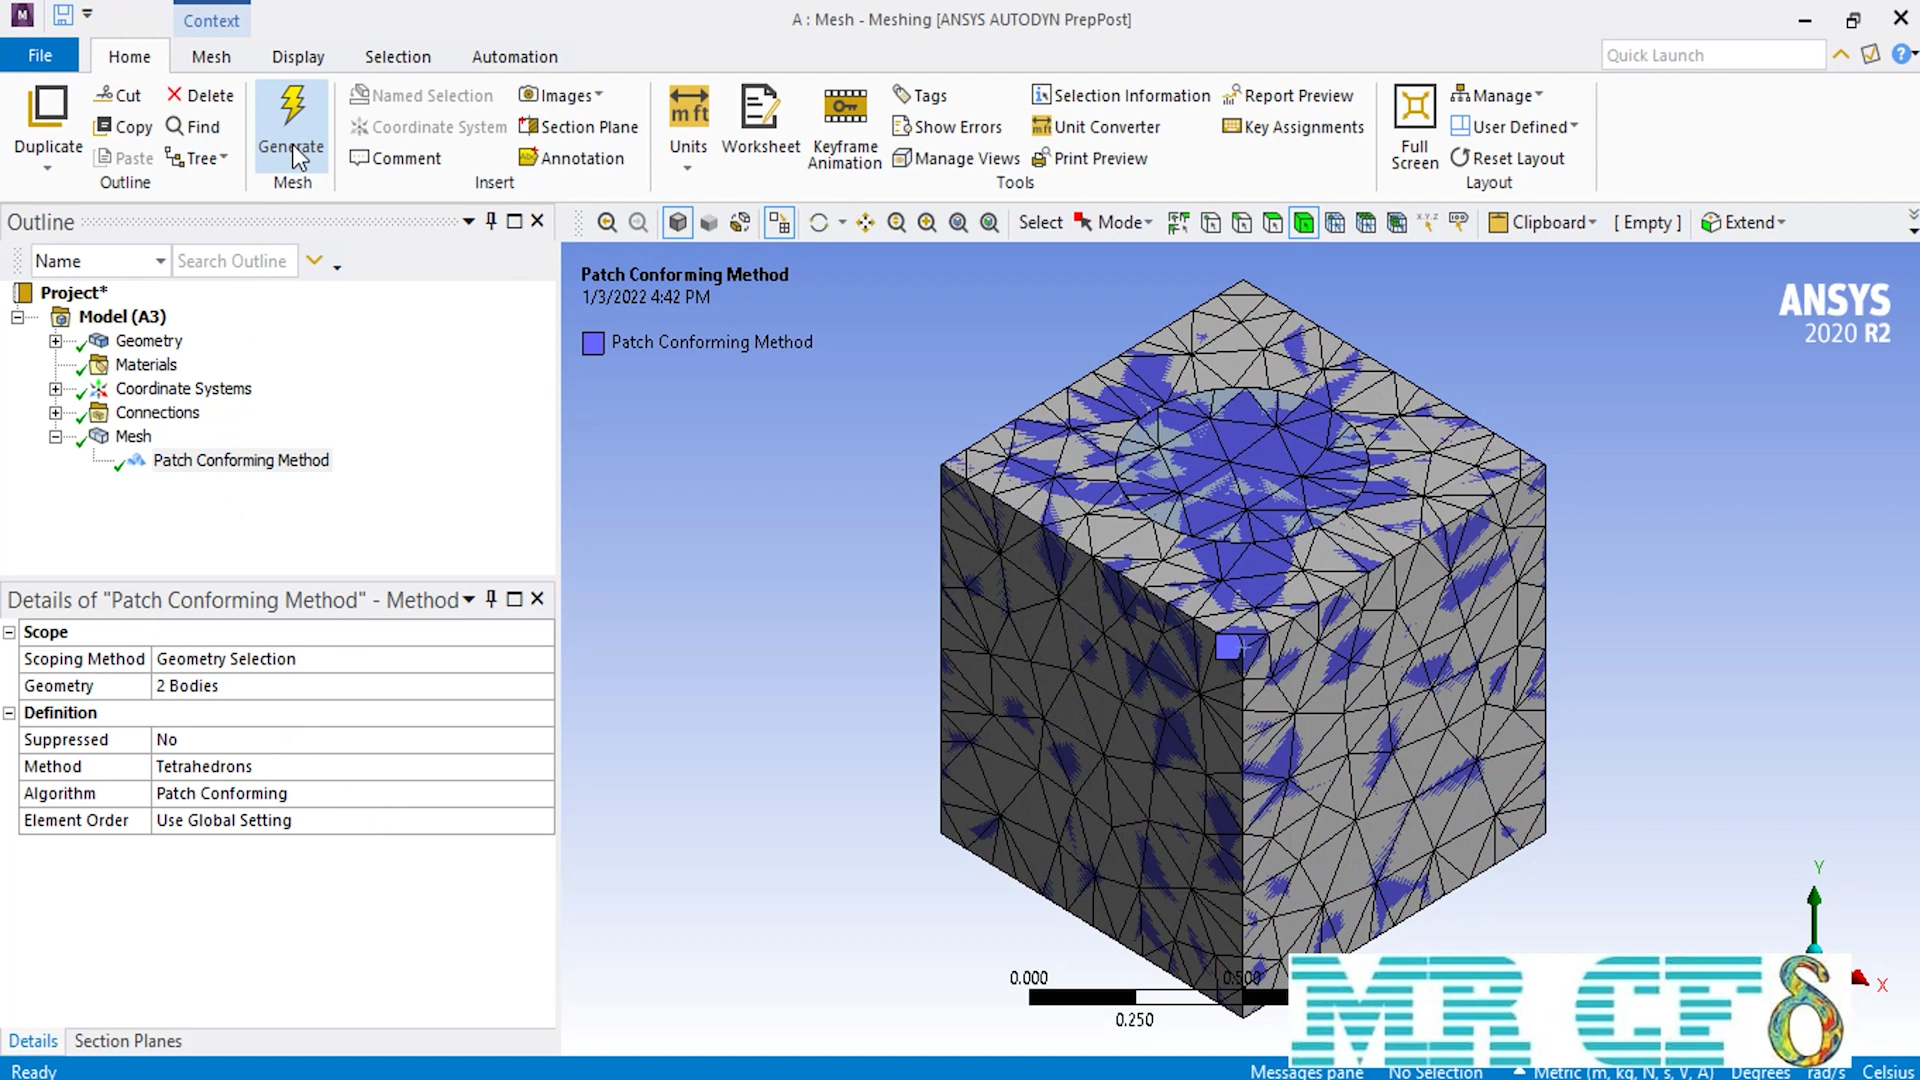 Context
A : Mesh - Meshing [ANSYS AUTODYN PrepPost]
File Home Mesh Display Selection Automation
Quick Launch
Duplicate
Cut
Copy
Paste
Delete
Find
Tree
Outline
Generate
Mesh
Named Selection
Coordinate System
Comment
Images
Section Plane
Annotation
Insert
Units
Worksheet
Keyframe
Animation
Tags
Show Errors
Manage Views
Selection Information
Unit Converter
Print Preview
Report Preview
Key Assignments
Tools
Full
Screen
Manage
User Defined
Reset Layout
Layout
Outline
Select Mode Clipboard [ Empty ] Extend
Name Search Outline
Project*
Model (A3)
Geometry
Materials
Coordinate Systems
Connections
Mesh
Patch Conforming Method
Details of "Patch Conforming Method" - Method
Scope
Scoping Method Geometry Selection
Geometry 2 Bodies
Definition
Suppressed No
Method Tetrahedrons
Algorithm Patch Conforming
Element Order Use Global Setting
Details Section Planes
Patch Conforming Method
1/3/2022 4:42 PM
Patch Conforming Method
ANSYS
2020 R2
0.000 0.500
0.250
Y
X
MR CFδ
Ready Messages pane No Selection Metric (m, kg, N, s, V, A) Degrees rad/s Celsius